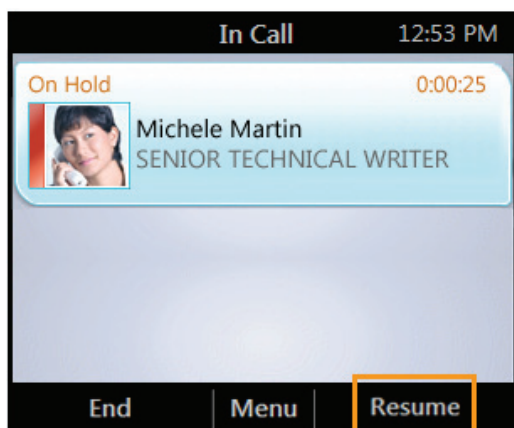 In Call 12:53 PM
On Hold 0:00:25
Michele Martin
SENIOR TECHNICAL WRITER
End Menu Resume